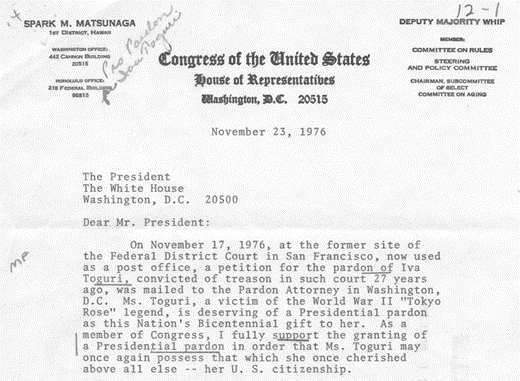 12-1
SPARK M. MATSUNAGA
1ST DISTRICT, HAWAII
WASHINGTON OFFICE:
442 CANNON BUILDING
20515
HONOLULU OFFICE:
218 FEDERAL BUILDING
96813
Pro Pardon
Toguri
Congress of the United States
House of Representatives
Washington, D.C. 20515
DEPUTY MAJORITY WHIP
MEMBER:
COMMITTEE ON RULES
STEERING
AND POLICY COMMITTEE
CHAIRMAN, SUBCOMMITTEE
OF SELECT
COMMITTEE ON AGING
November 23, 1976
The President
The White House
Washington, D.C. 20500
Dear Mr. President:
On November 17, 1976, at the former site of
the Federal District Court in San Francisco, now used
as a post office, a petition for the pardon of Iva
Toguri, convicted of treason in such court 27 years
ago, was mailed to the Pardon Attorney in Washington,
D.C. Ms. Toguri, a victim of the World War II "Tokyo
Rose" legend, is deserving of a Presidential pardon
as this Nation's Bicentennial gift to her. As a
member of Congress, I fully support the granting of
a Presidential pardon in order that Ms. Toguri may
once again possess that which she once cherished
above all else -- her U. S. citizenship.
MP